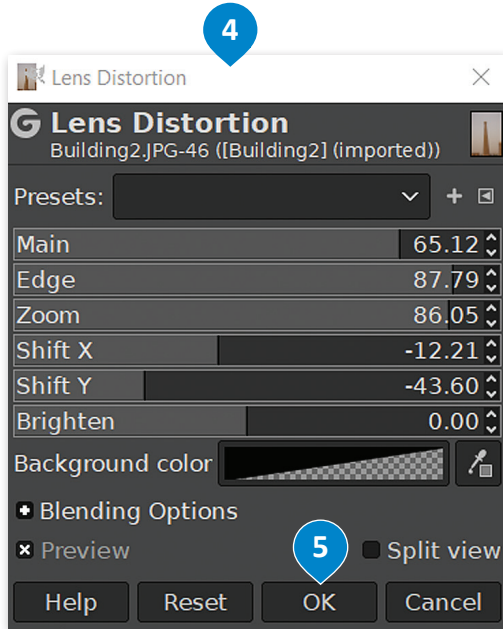 4
Lens Distortion
Lens Distortion
Building2.JPG-46 ([Building2] (imported))
Presets:
Main 65.12
Edge 87.79
Zoom 86.05
Shift X -12.21
Shift Y -43.60
Brighten 0.00
Background color
Blending Options
Preview 5 Split view
Help Reset OK Cancel